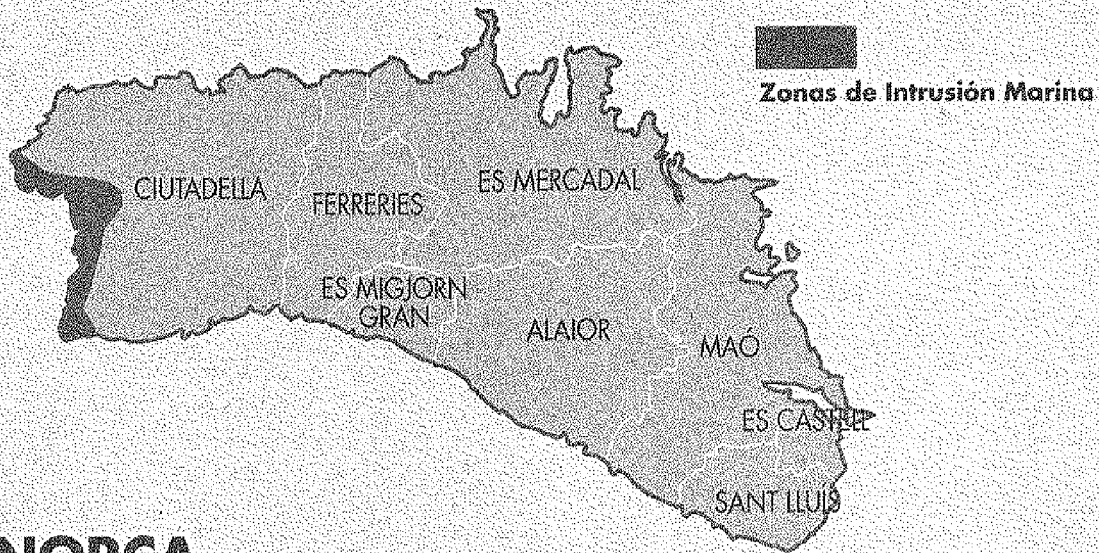 Zonas de Intrusión Marina
CIUTADELLA
FERRERIES
ES MERCADAL
ES MIGJORN
GRAN
ALAIOR
MAÓ
ES CASTELL
SANT LLUÍS